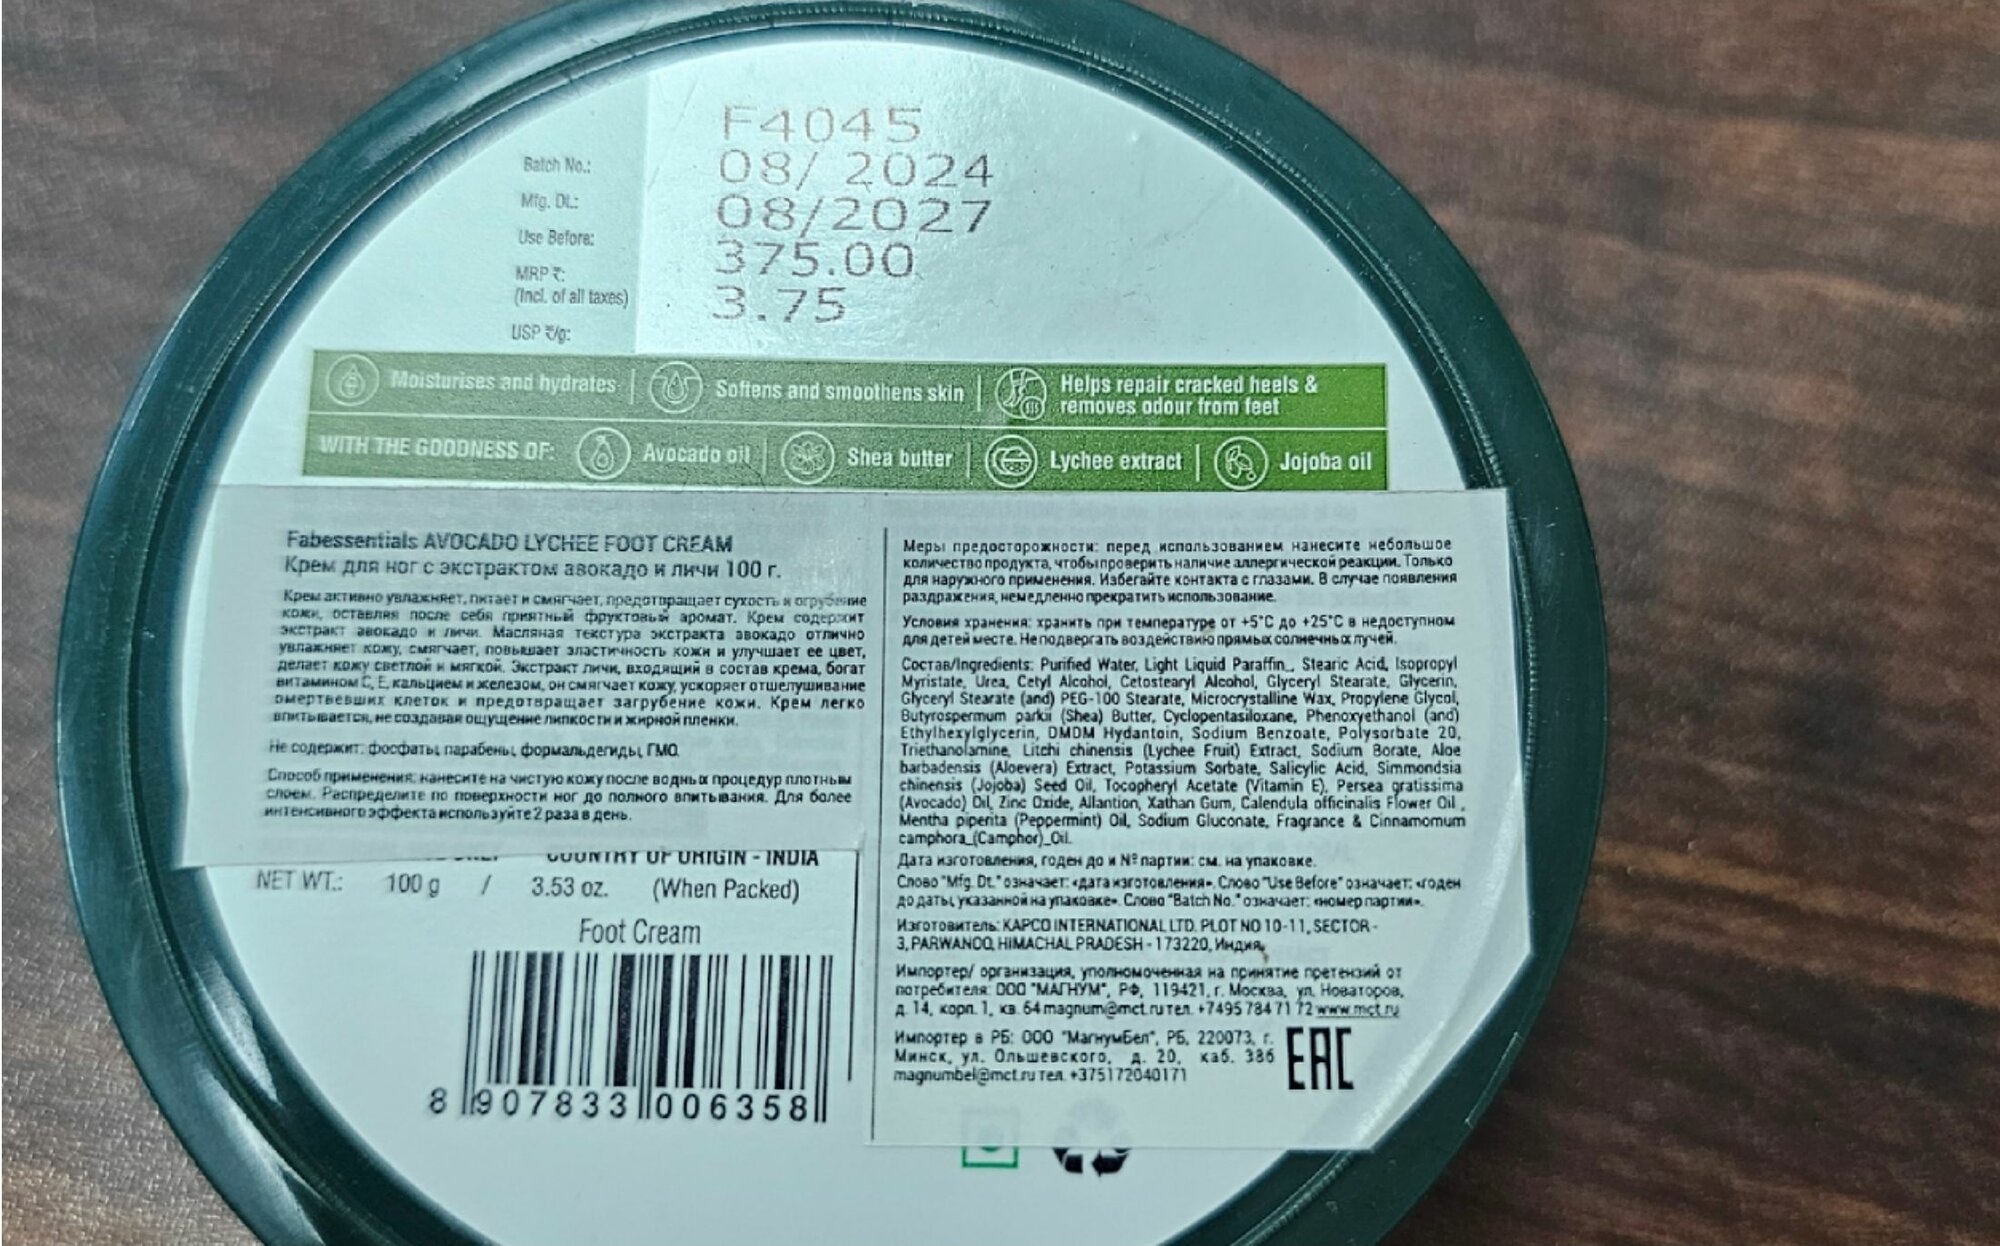 F4045
Batch No.: 08/ 2024
Mfg. Dt.: 08/2027
Use Before: 375.00
MRP ₹: 3.75
(Incl. of all taxes)
USP ₹/g:
Moisturises and hydrates
Softens and smoothens skin
Helps repair cracked heels &
removes odour from feet
WITH THE GOODNESS OF: Avocado oil Shea butter Lychee extract Jojoba oil
Fabessentials AVOCADO LYCHEE FOOT CREAM
Крем для ног с экстрактом авокадо и личи 100 г.
Крем активно увлажняет, питает и смягчает, предотвращает сухость и огрубение
кожи, оставляя после себя приятный фруктовый аромат. Крем содержит
экстракт авокадо и личи. Масляная текстура экстракта авокадо отлично
увлажняет кожу, смягчает, повышает эластичность кожи и улучшает ее цвет,
делает кожу светлой и мягкой. Экстракт личи, входящий в состав крема, богат
витамином С, Е, кальцием и железом, он смягчает кожу, ускоряет отшелушивание
омертвевших клеток и предотвращает загрубение кожи. Крем легко
впитывается, не создавая ощущение липкости и жирной пленки.
Не содержит: фосфаты, парабены, формальдегиды, ГМО.
Способ применения: нанесите на чистую кожу после водных процедур плотным
слоем. Распределите по поверхности ног до полного впитывания. Для более
интенсивного эффекта используйте 2 раза в день.
COUNTRY OF ORIGIN - INDIA
NET WT.: 100 g / 3.53 oz. (When Packed)
Foot Cream
8 907833 006358
Меры предосторожности: перед использованием нанесите небольшое
количество продукта, чтобы проверить наличие аллергической реакции. Только
для наружного применения. Избегайте контакта с глазами. В случае появления
раздражения, немедленно прекратить использование.
Условия хранения: хранить при температуре от +5°C до +25°C в недоступном
для детей месте. Не подвергать воздействию прямых солнечных лучей.
Состав/Ingredients: Purified Water, Light Liquid Paraffin_, Stearic Acid, Isopropyl
Myristate, Urea, Cetyl Alcohol, Cetostearyl Alcohol, Glyceryl Stearate, Glycerin,
Glyceryl Stearate (and) PEG-100 Stearate, Microcrystalline Wax, Propylene Glycol,
Butyrospermum parkii (Shea) Butter, Cyclopentasiloxane, Phenoxyethanol (and)
Ethylhexylglycerin, DMDM Hydantoin, Sodium Benzoate, Polysorbate 20,
Triethanolamine, Litchi chinensis (Lychee Fruit) Extract, Sodium Borate, Aloe
barbadensis (Aloevera) Extract, Potassium Sorbate, Salicylic Acid, Simmondsia
chinensis (Jojoba) Seed Oil, Tocopheryl Acetate (Vitamin E), Persea gratissima
(Avocado) Oil, Zinc Oxide, Allantion, Xathan Gum, Calendula officinalis Flower Oil ,
Mentha piperita (Peppermint) Oil, Sodium Gluconate, Fragrance & Cinnamomum
camphora_(Camphor)_Oil.
Дата изготовления, годен до и № партии: см. на упаковке.
Слово "Mfg. Dt." означает: «дата изготовления». Слово "Use Before" означает: «годен
до даты, указанной на упаковке». Слово "Batch No." означает: «номер партии».
Изготовитель: KAPCO INTERNATIONAL LTD. PLOT NO 10-11, SECTOR -
3, PARWANOO, HIMACHAL PRADESH - 173220, Индия,
Импортер/ организация, уполномоченная на принятие претензий от
потребителя: ООО "МАГНУМ", РФ, 119421, г. Москва, ул. Новаторов,
д. 14, корп. 1, кв. 64 magnum@mct.ru тел. +7495 784 71 72 www.mct.ru
Импортер в РБ: ООО "МагнумБел", РБ, 220073, г.
Минск, ул. Ольшевского, д. 20, каб. 38б
magnumbel@mct.ru тел. +375172040171
EAC